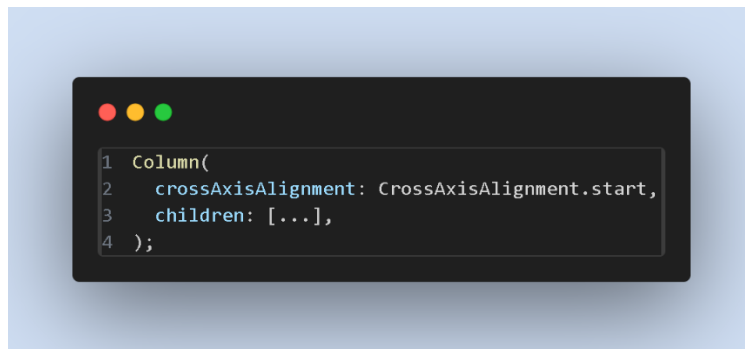 1 Column(
2   crossAxisAlignment: CrossAxisAlignment.start,
3   children: [...],
4 );